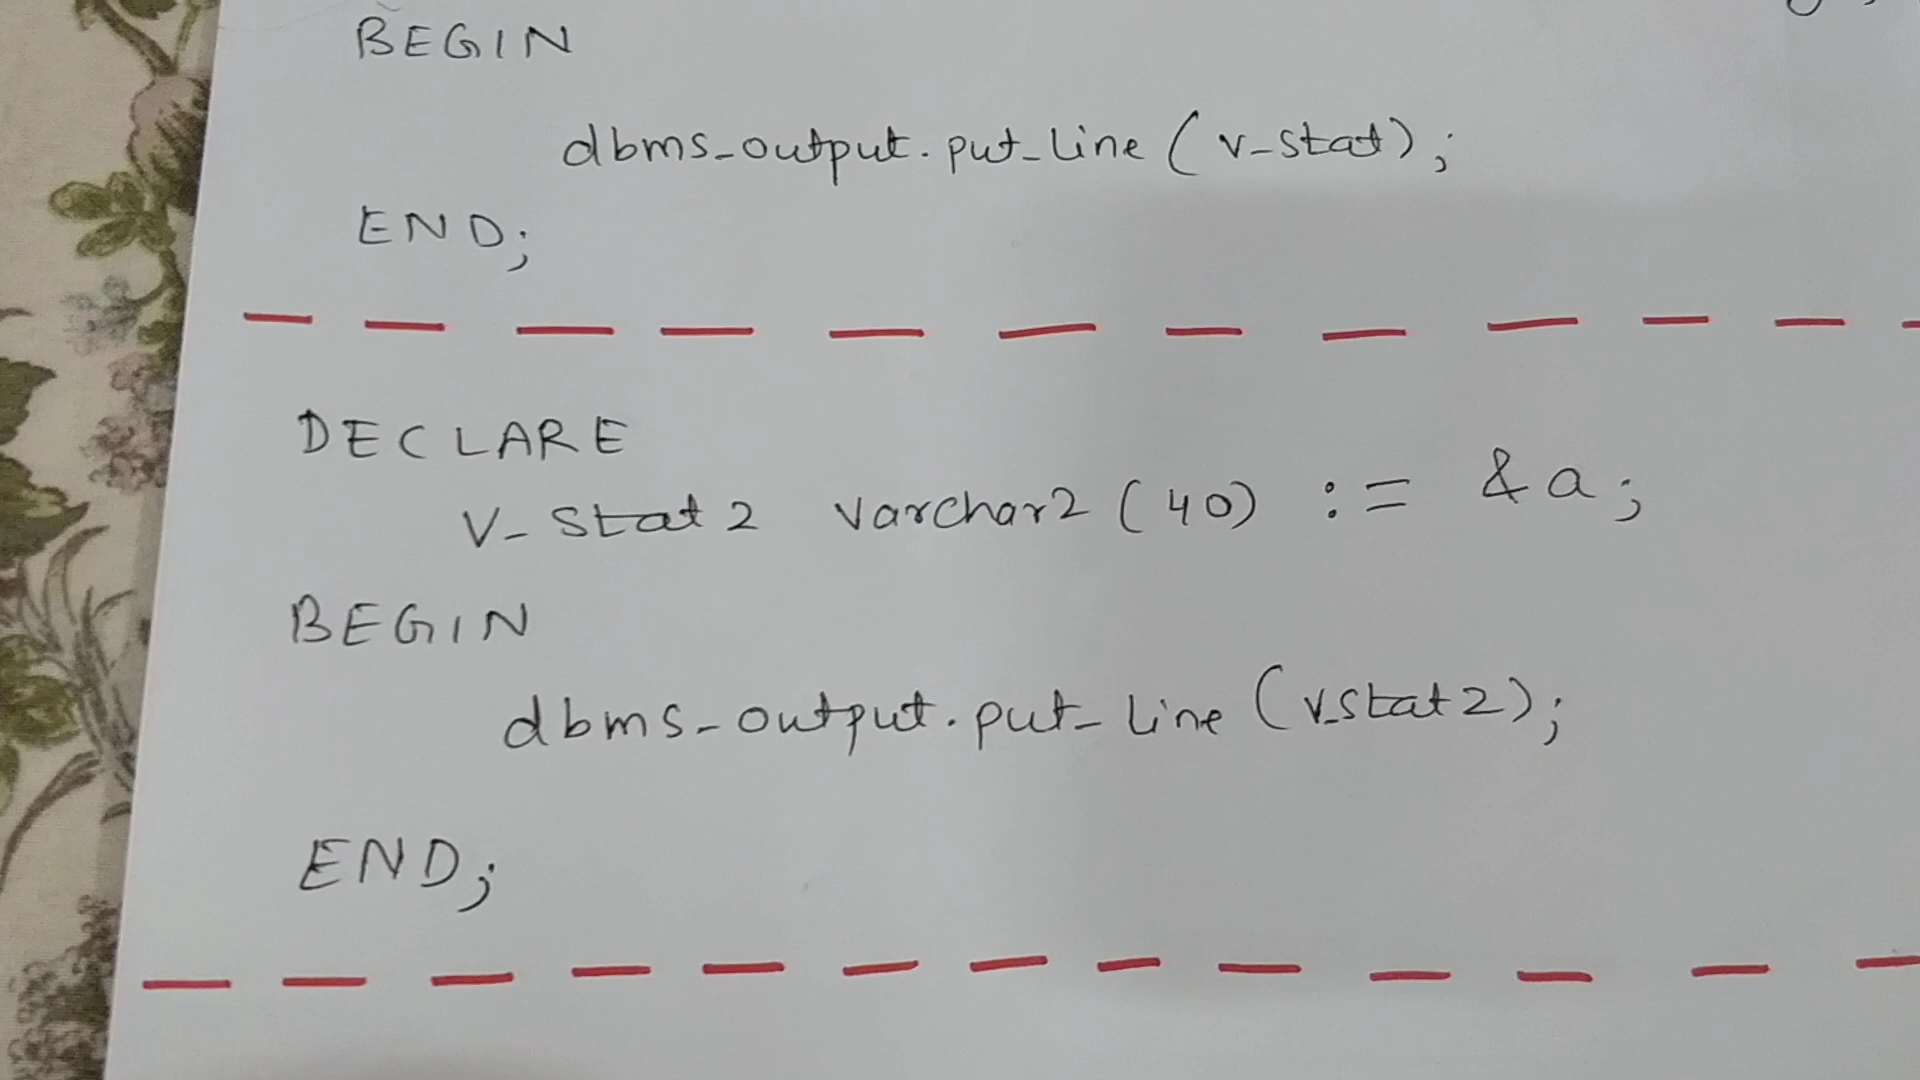 BEGIN
dbms_output.put_line (v_stat);
END;
DECLARE
V_Stat2 Varchar2 (40) := &a;
BEGIN
dbms_output.put_line (v_stat2);
END;